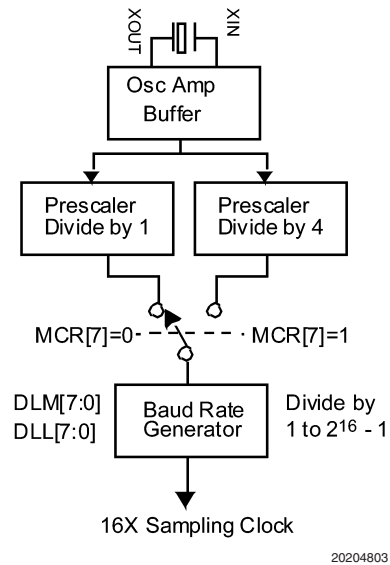 XOUT
XIN
Osc Amp
Buffer
Prescaler
Divide by 1
Prescaler
Divide by 4
MCR[7]=0
MCR[7]=1
DLM[7:0]
DLL[7:0]
Baud Rate
Generator
Divide by
1 to 2¹⁶ - 1
16X Sampling Clock
20204803